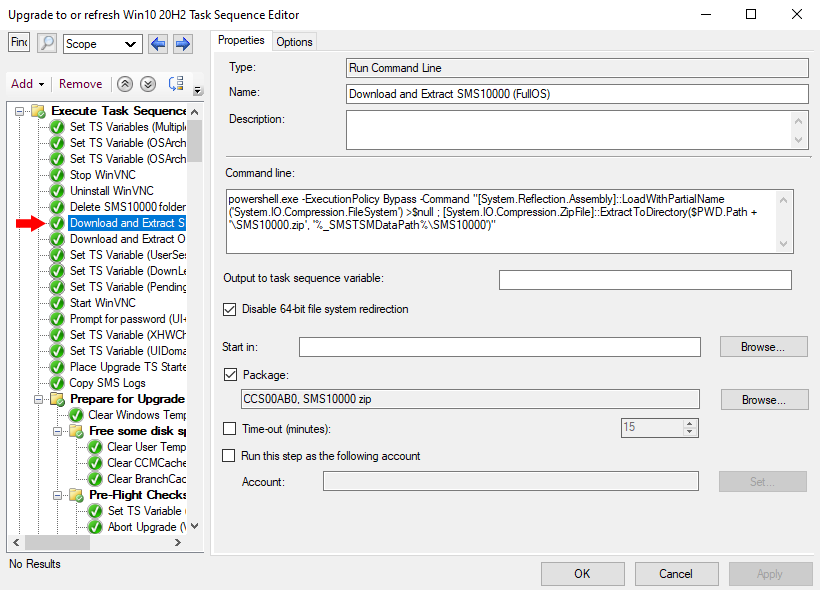 Upgrade to or refresh Win10 20H2 Task Sequence Editor
Find
Scope
Add
Remove
Execute Task Sequence
Set TS Variables (Multiple
Set TS Variable (OSArch
Set TS Variable (OSArch
Stop WinVNC
Uninstall WinVNC
Delete SMS10000 folder
Download and Extract S
Download and Extract O
Set TS Variable (UserSes
Set TS Variable (DownLe
Set TS Variable (Pending
Start WinVNC
Prompt for password (UI+
Set TS Variable (XHWCh
Set TS Variable (UIDoma
Place Upgrade TS Starte
Copy SMS Logs
Prepare for Upgrade
Clear Windows Temp
Free some disk sp
Clear User Temp
Clear CCMCache
Clear BranchCac
Pre-Flight Checks
Set TS Variable (
Abort Upgrade (V
No Results
Properties
Options
Type:
Run Command Line
Name:
Download and Extract SMS10000 (FullOS)
Description:
Command line:
powershell.exe -ExecutionPolicy Bypass -Command "[System.Reflection.Assembly]::LoadWithPartialName
('System.IO.Compression.FileSystem') >$null ; [System.IO.Compression.ZipFile]::ExtractToDirectory($PWD.Path +
'\SMS10000.zip', '%_SMSTSMDataPath%\SMS10000')"
Output to task sequence variable:
Disable 64-bit file system redirection
Start in:
Browse...
Package:
CCS00AB0, SMS10000 zip
Browse...
Time-out (minutes):
15
Run this step as the following account
Account:
Set...
OK
Cancel
Apply